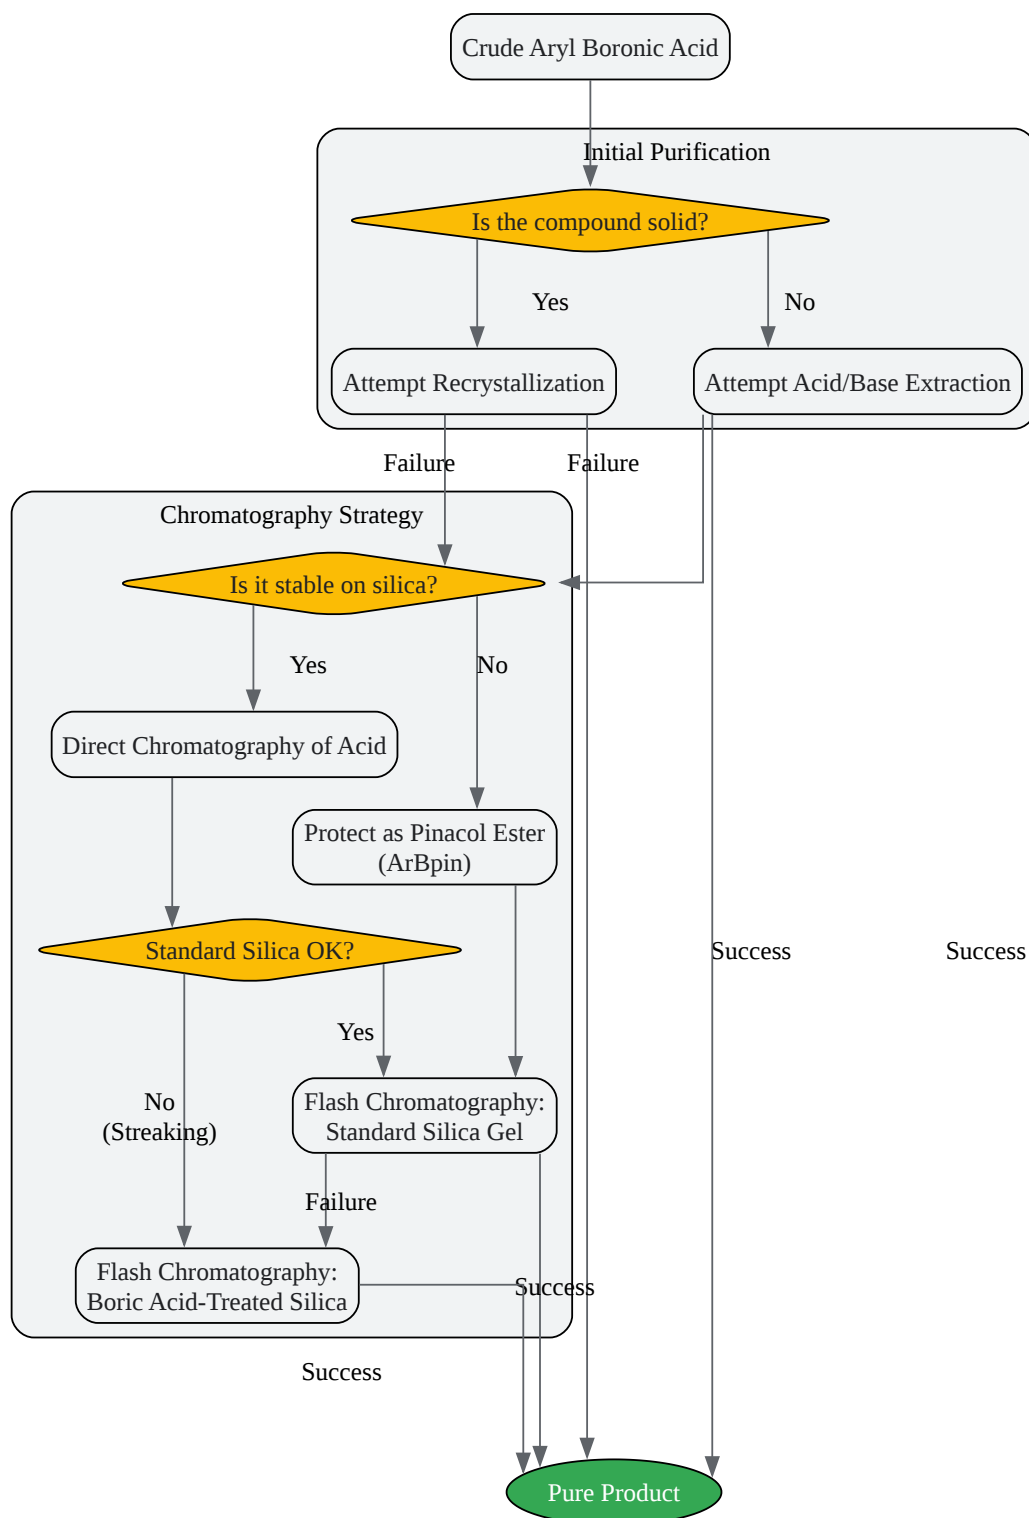 Crude Aryl Boronic Acid
Initial Purification
Is the compound solid?
Yes
No
Attempt Recrystallization
Attempt Acid/Base Extraction
Failure
Failure
Chromatography Strategy
Is it stable on silica?
Yes
No
Direct Chromatography of Acid
Protect as Pinacol Ester
(ArBpin)
Standard Silica OK?
Success
Success
Yes
No
(Streaking)
Flash Chromatography:
Standard Silica Gel
Failure
Flash Chromatography:
Boric Acid-Treated Silica
Success
Success
Pure Product